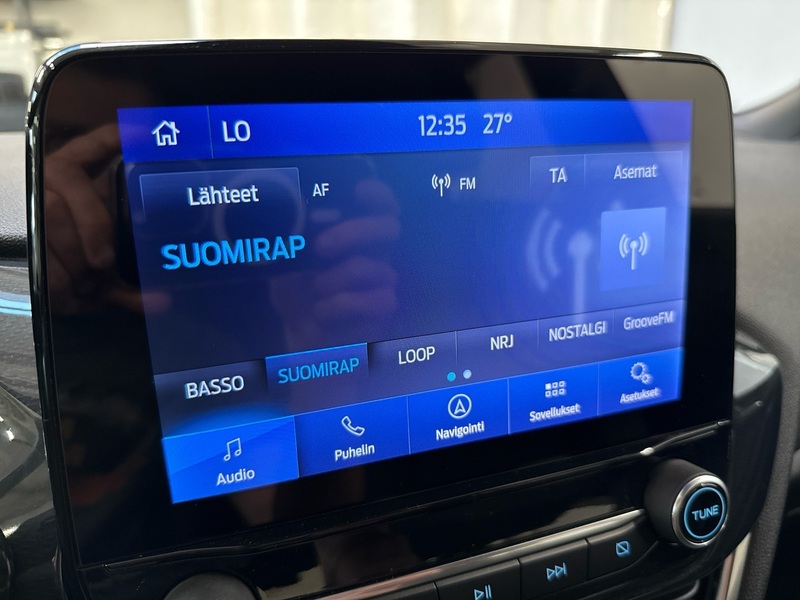 LO 12:35 27°
Lähteet AF FM TA Asemat
SUOMIRAP
BASSO SUOMIRAP LOOP NRJ NOSTALGI GrooveFM
Audio Puhelin Navigointi Sovellukset Asetukset
TUNE